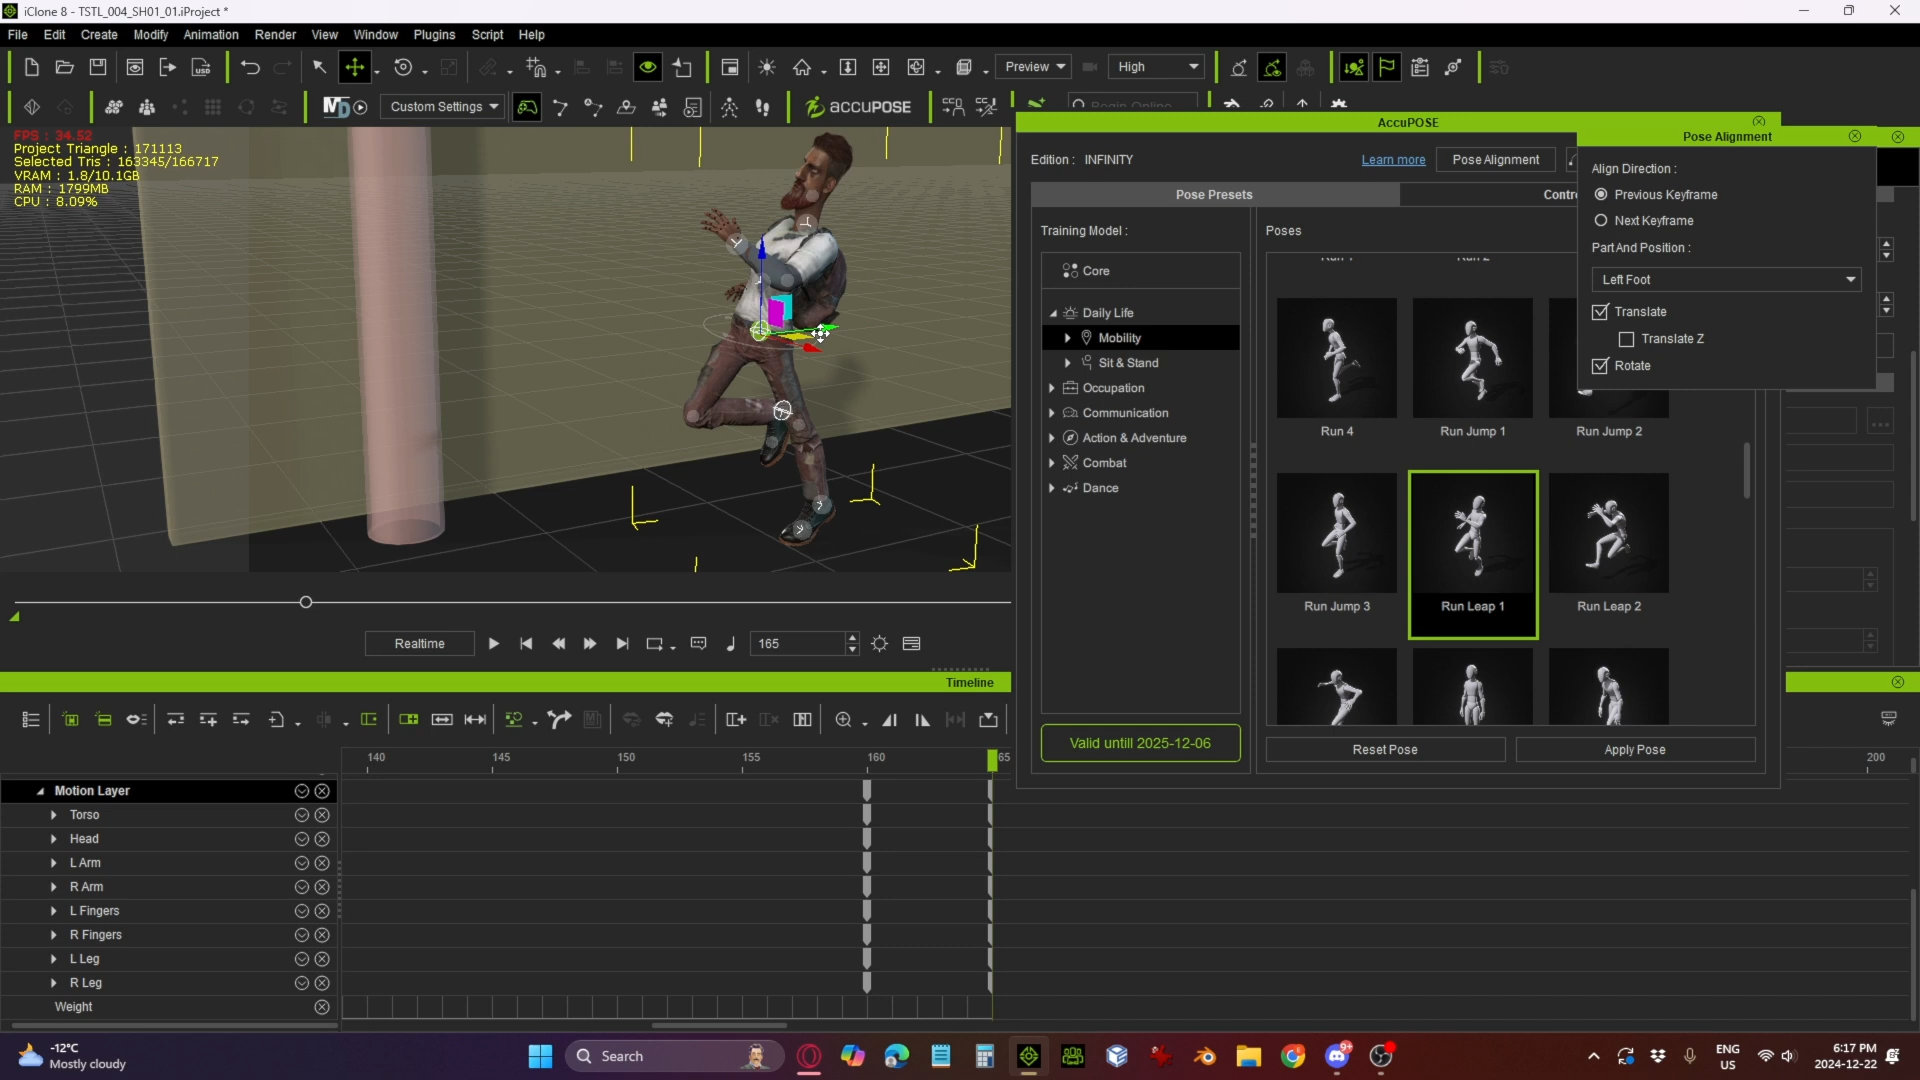 iClone 8 - TSTL_004_SH01_01.iProject *
File Edit Create Modify Animation Render View Window Plugins Script Help
Preview High
Custom Settings ACCUPOSE
FPS : 34.52
Project Triangle : 171113
Selected Tris : 163345/166717
VRAM : 1.8/10.1GB
RAM : 1799MB
CPU : 8.09%
AccuPOSE
Edition : INFINITY
Learn more
Pose Alignment
Pose Presets
Training Model :
Core
Daily Life
Mobility
Sit & Stand
Occupation
Communication
Action & Adventure
Combat
Dance
Valid untill 2025-12-06
Poses
Run 4
Run Jump 1
Run Jump 2
Run Jump 3
Run Leap 1
Run Leap 2
Reset Pose
Apply Pose
Pose Alignment
Align Direction :
Previous Keyframe
Next Keyframe
Part And Position :
Left Foot
Translate
Translate Z
Rotate
Realtime
165
Timeline
140 145 150 155 160 65 200
Motion Layer
Torso
Head
L Arm
R Arm
L Fingers
R Fingers
L Leg
R Leg
Weight
-12°C
Mostly cloudy
Search
ENG
US
6:17 PM
2024-12-22